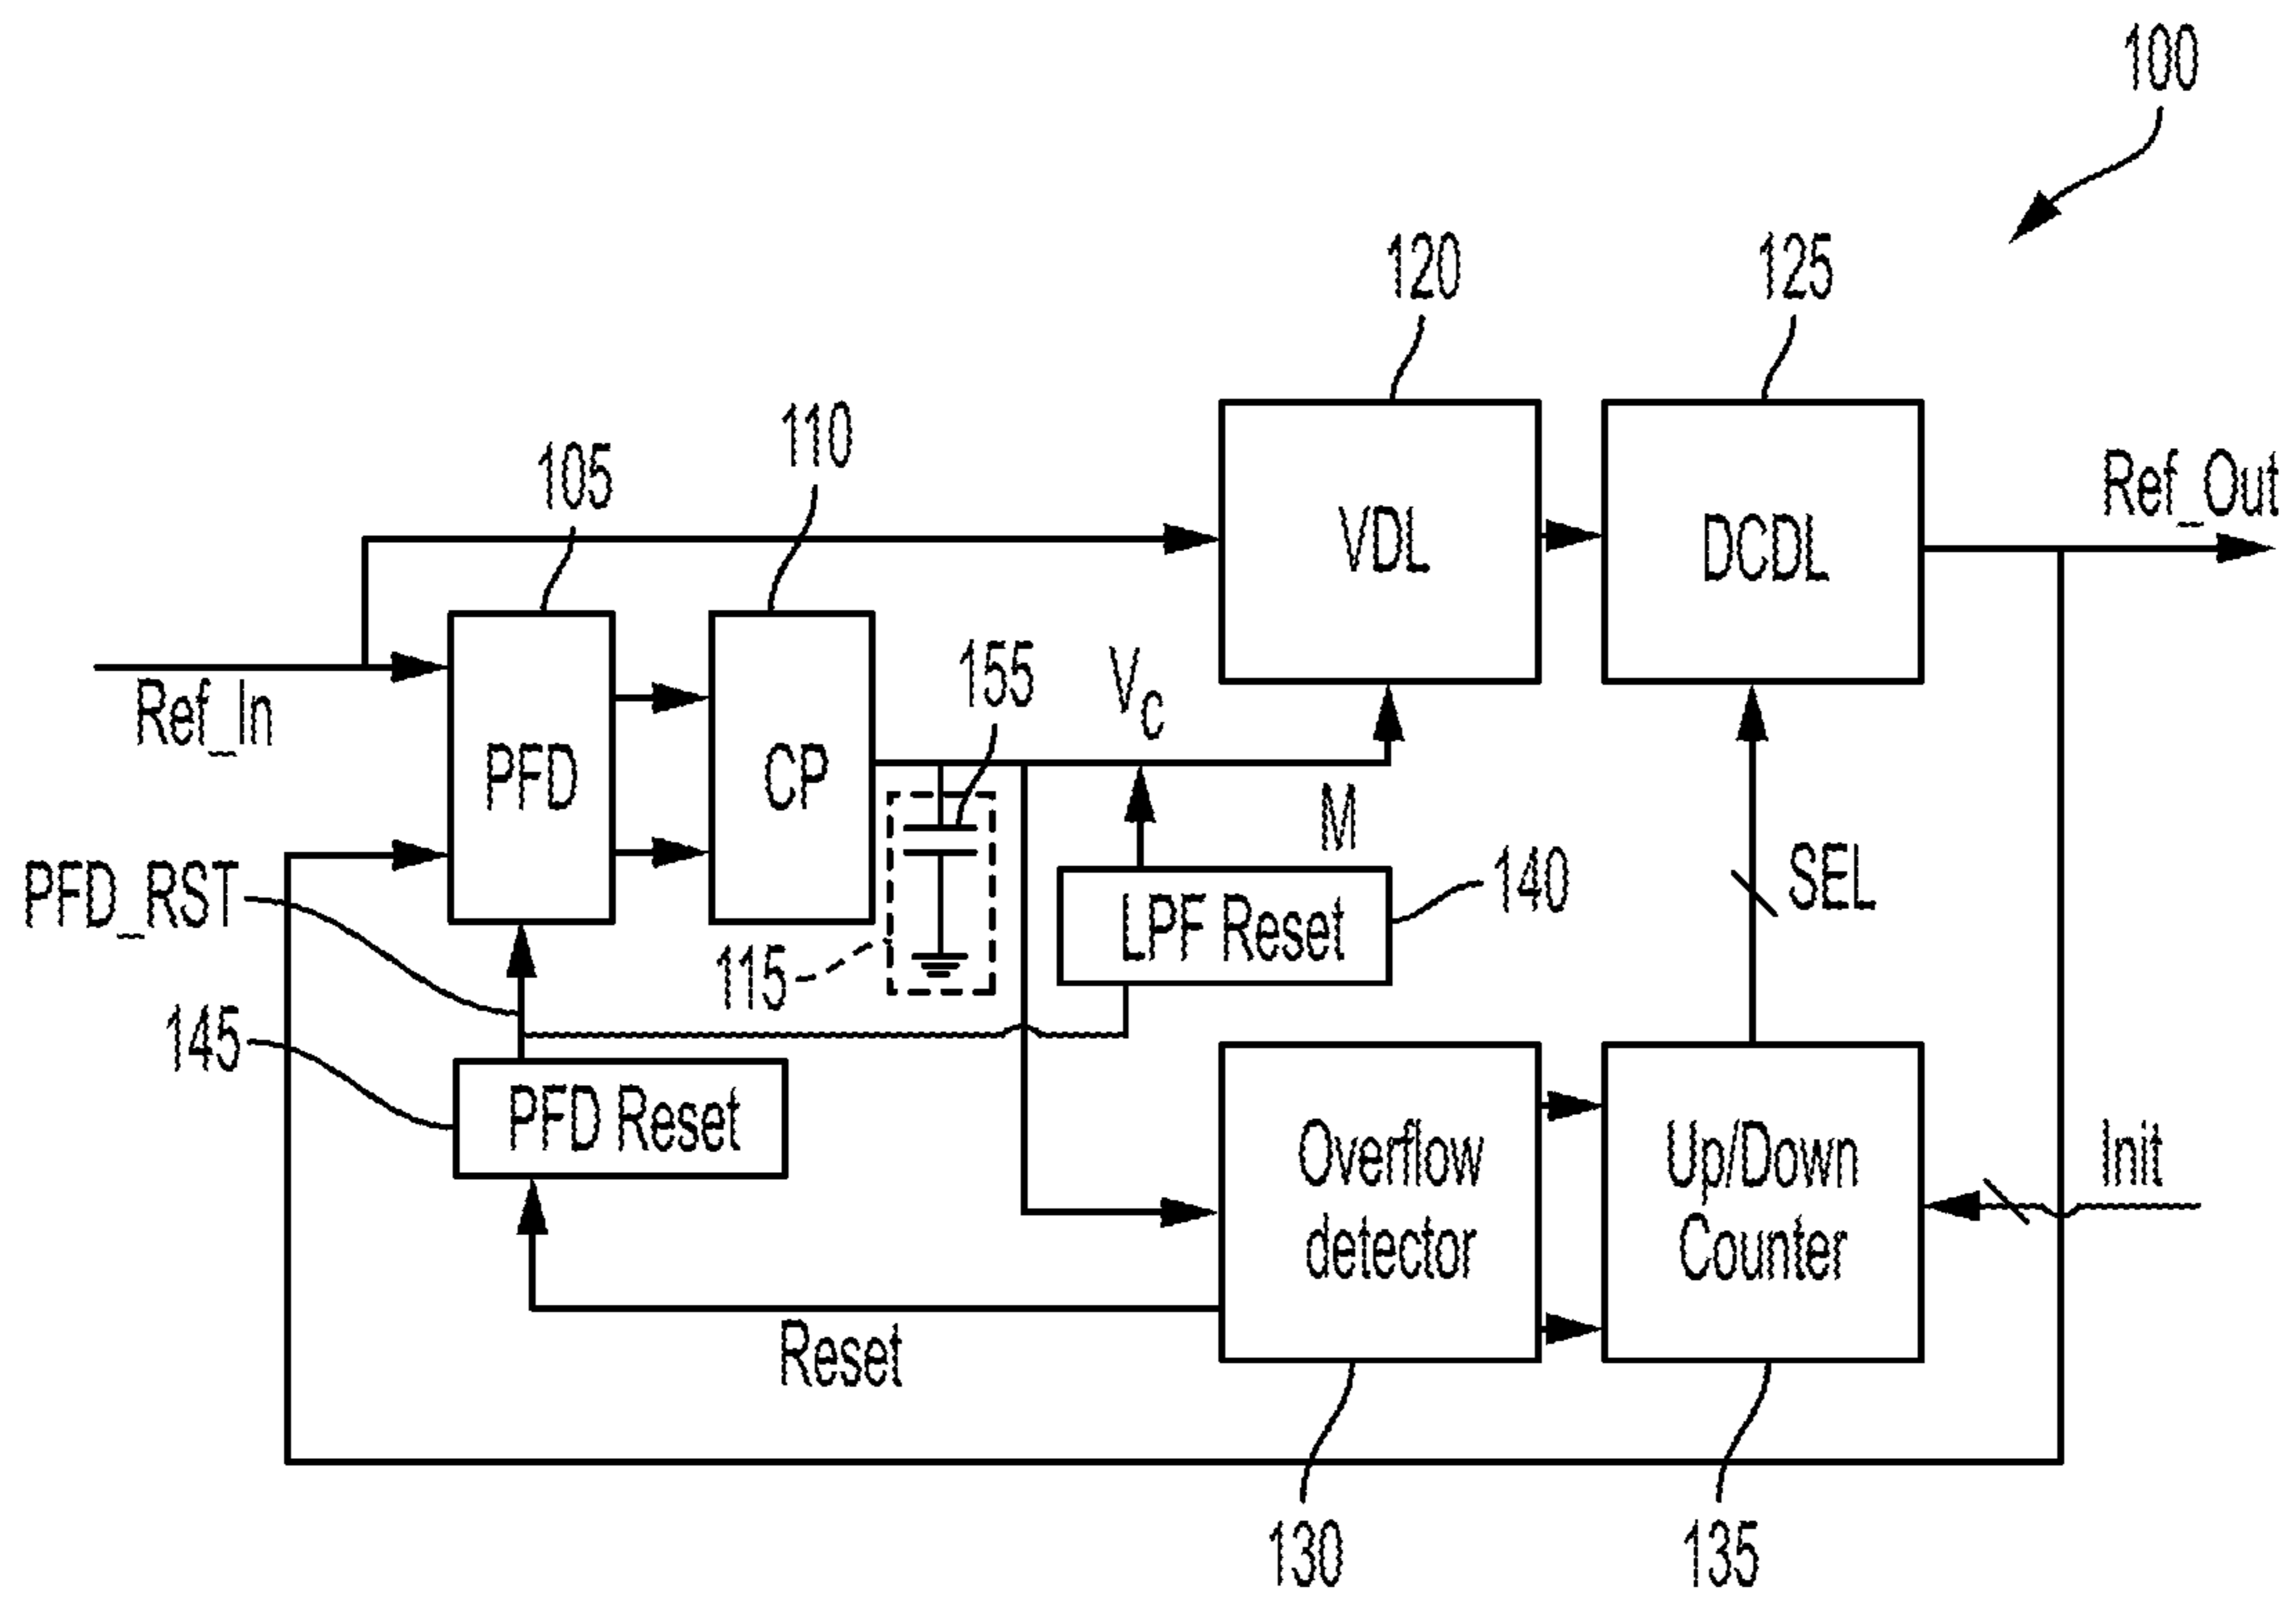 100
120
125
110
105
Ref_Out
VDL
DCDL
155
Vc
Ref_In
PFD
CP
M
PFD_RST
140
SEL
LPF Reset
115
145
PFD Reset
Overflow
detector
Up/Down
Counter
Init
Reset
130
135